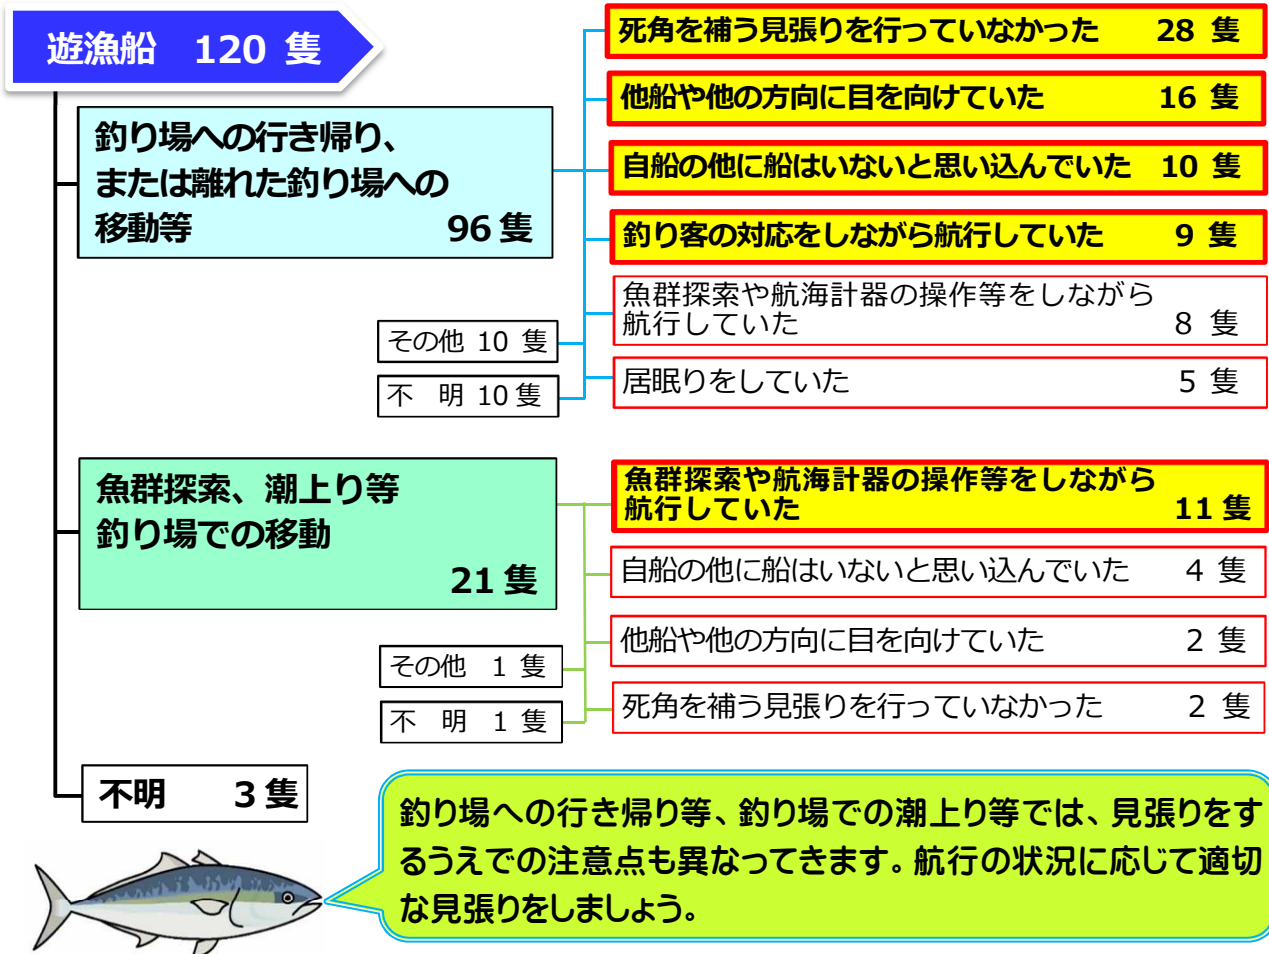 遊漁船 120 隻
釣り場への行き帰り、
または離れた釣り場への
移動等 96 隻
死角を補う見張りを行っていなかった 28 隻
他船や他の方向に目を向けていた 16 隻
自船の他に船はいないと思い込んでいた 10 隻
釣り客の対応をしながら航行していた 9 隻
魚群探索や航海計器の操作等をしながら
航行していた 8 隻
居眠りをしていた 5 隻
その他 10 隻
不 明 10 隻
魚群探索、潮上り等
釣り場での移動
21 隻
魚群探索や航海計器の操作等をしながら
航行していた 11 隻
自船の他に船はいないと思い込んでいた 4 隻
他船や他の方向に目を向けていた 2 隻
死角を補う見張りを行っていなかった 2 隻
その他 1 隻
不 明 1 隻
不明 3 隻
釣り場への行き帰り等、釣り場での潮上り等では、見張りをす
るうえでの注意点も異なってきます。航行の状況に応じて適切
な見張りをしましょう。